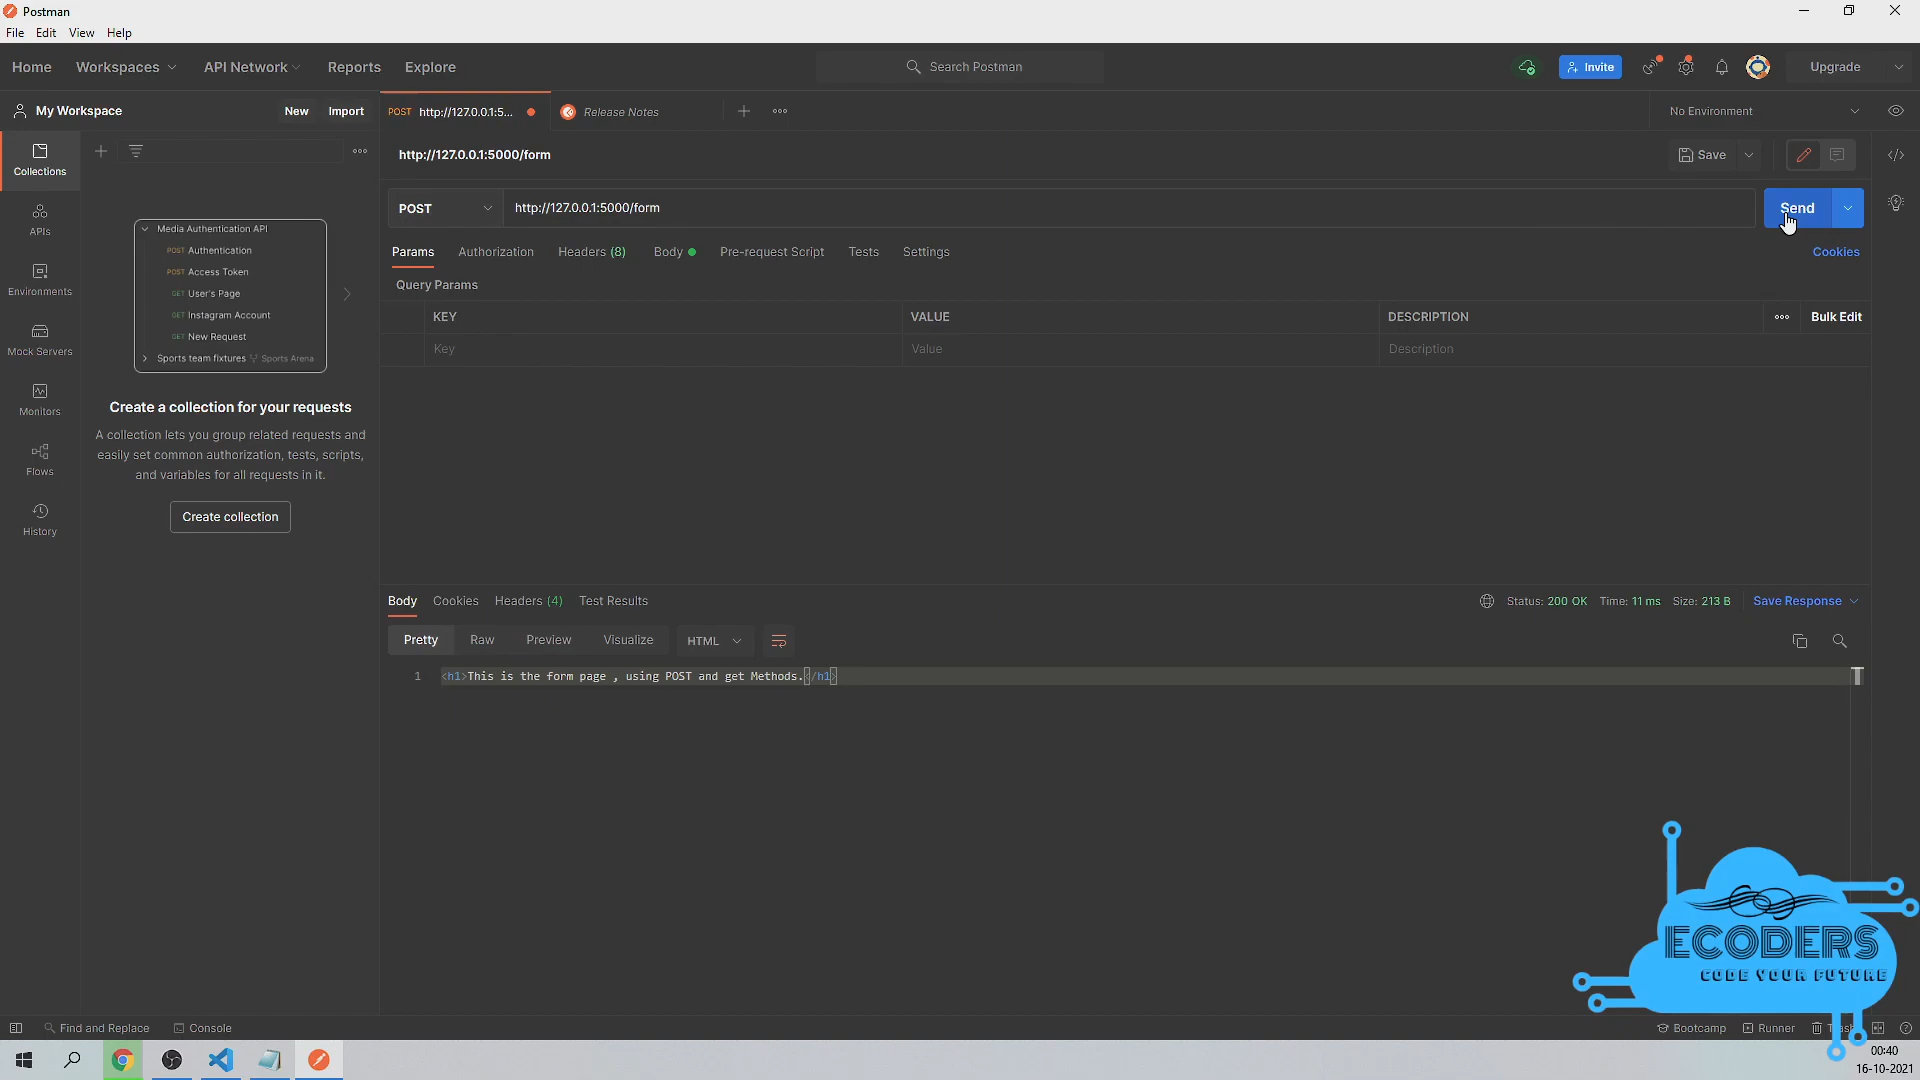 Postman
File Edit View Help
Home Workspaces API Network Reports Explore Search Postman Invite Upgrade
My Workspace New Import POST http://127.0.0.1:5... Release Notes No Environment
http://127.0.0.1:5000/form Save
Collections
POST http://127.0.0.1:5000/form Send
APIs
Environments
Mock Servers
Monitors
Flows
History
Media Authentication API
POST Authentication
POST Access Token
GET User's Page
GET Instagram Account
GET New Request
Sports team fixtures Sports Arena
Create a collection for your requests
A collection lets you group related requests and
easily set common authorization, tests, scripts,
and variables for all requests in it.
Create collection
Params Authorization Headers (8) Body Pre-request Script Tests Settings Cookies
Query Params
KEY VALUE DESCRIPTION Bulk Edit
Key Value Description
Body Cookies Headers (4) Test Results Status: 200 OK Time: 11 ms Size: 213 B Save Response
Pretty Raw Preview Visualize HTML
1 <h1>This is the form page , using POST and get Methods.</h1>
ECODERS
CODE YOUR FUTURE
Find and Replace Console Bootcamp Runner
00:40
16-10-2021